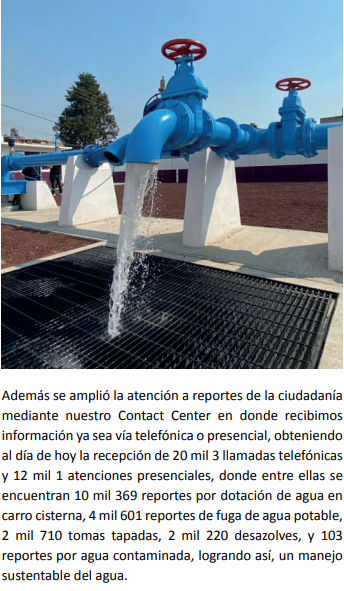 Además se amplió la atención a reportes de la ciudadanía
mediante nuestro Contact Center en donde recibimos
información ya sea vía telefónica o presencial, obteniendo
al día de hoy la recepción de 20 mil 3 llamadas telefónicas
y 12 mil 1 atenciones presenciales, donde entre ellas se
encuentran 10 mil 369 reportes por dotación de agua en
carro cisterna, 4 mil 601 reportes de fuga de agua potable,
2 mil 710 tomas tapadas, 2 mil 220 desazolves, y 103
reportes por agua contaminada, logrando así, un manejo
sustentable del agua.